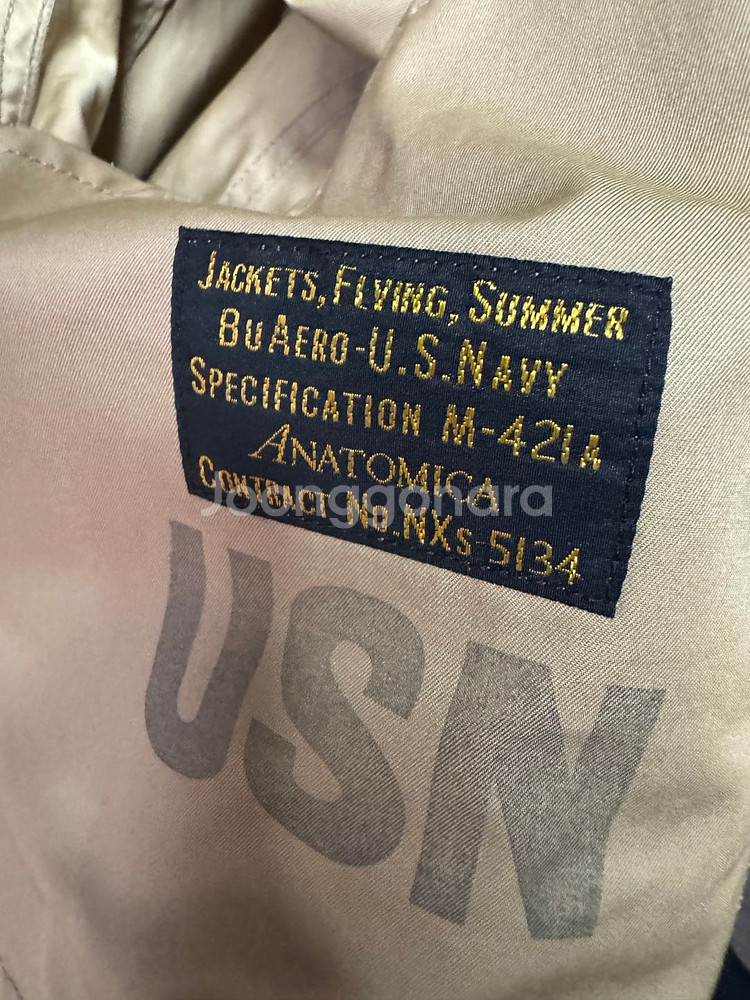 JACKETS, FLYING, SUMMER
BUAERO-U.S.NAVY
SPECIFICATION M-421A
ANATOMICA
CONTRACT NO.NXS-5134
Joonggonara
USN